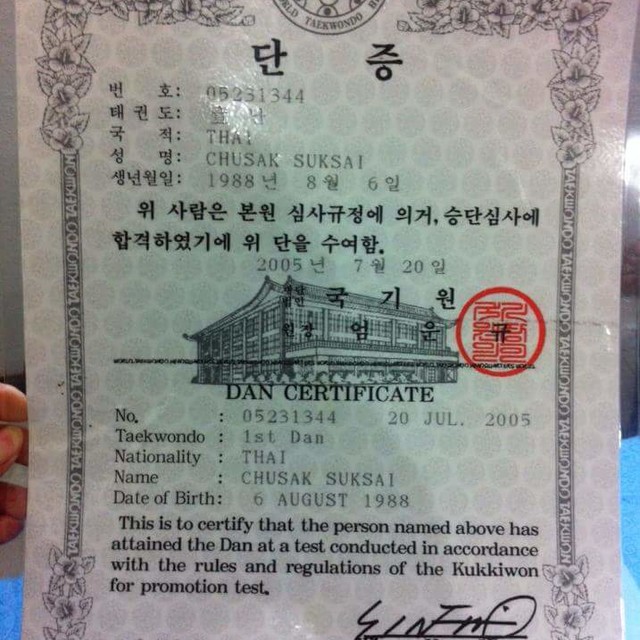 WORLD TAEKWONDO
단 증
번 호: 05231344
태권도: 단
국 적: THAI
성 명: CHUSAK SUKSAI
생년월일: 1988년 8월 6일
위 사람은 본원 심사규정에 의거, 승단심사에
합격하였기에 위 단을 수여함.
2005년 7월 20일
국 기 원
원장 엄 운 규
DAN CERTIFICATE
No. : 05231344 20 JUL. 2005
Taekwondo : 1st Dan
Nationality : THAI
Name : CHUSAK SUKSAI
Date of Birth: 6 AUGUST 1988
This is to certify that the person named above has
attained the Dan at a test conducted in accordance
with the rules and regulations of the Kukkiwon
for promotion test.